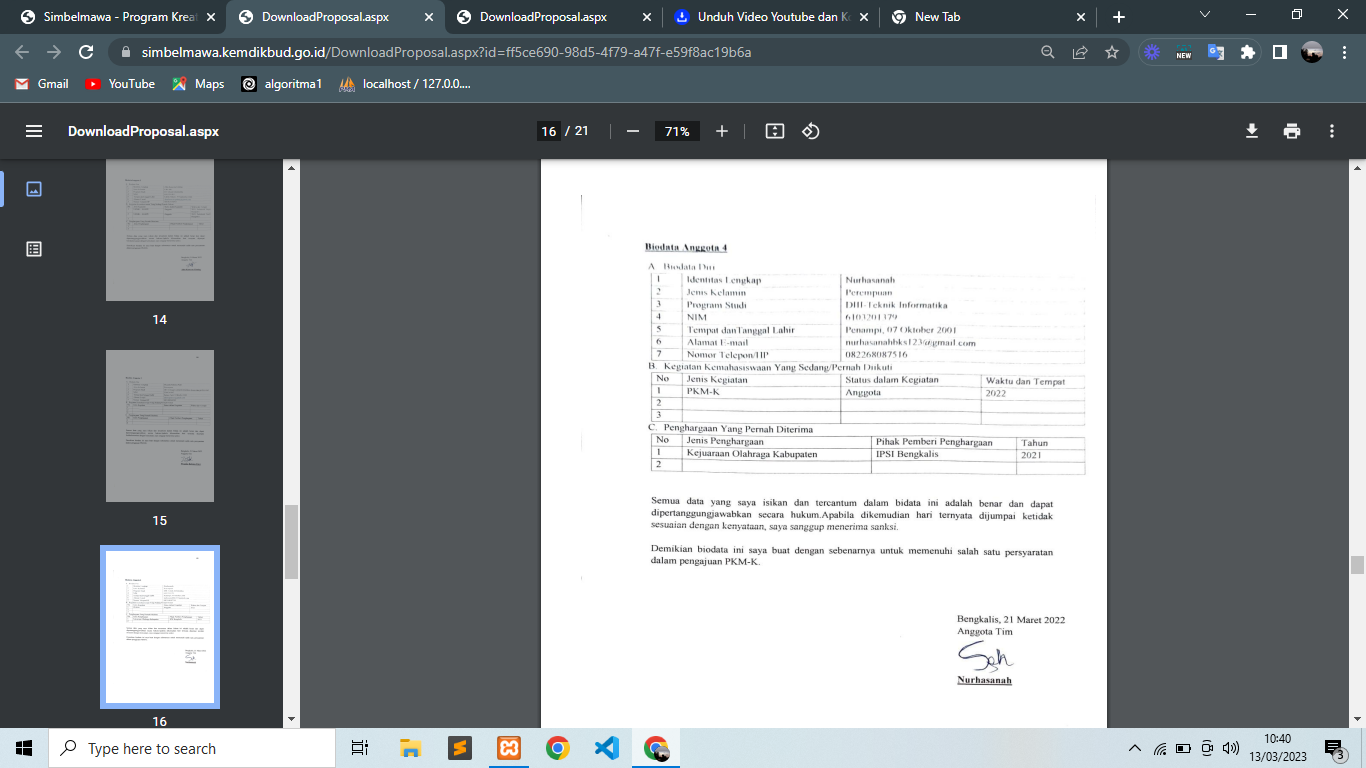 Simbelmawa - Program Krea
DownloadProposal.aspx
DownloadProposal.aspx
Unduh Video Youtube dan Ko
New Tab
simbelmawa.kemdikbud.go.id/DownloadProposal.aspx?id=ff5ce690-98d5-4f79-a47f-e59f8ac19b6a
NEW
Gmail
YouTube
Maps
algoritma1
localhost / 127.0.0....
DownloadProposal.aspx
16 / 21
71%
14
15
16
Biodata Anggota 4
A. Biodata Diri
1 Identitas Lengkap Nurhasanah
2 Jenis Kelamin Perempuan
3 Program Studi DIII-Teknik Informatika
4 NIM 6103201379
5 Tempat danTanggal Lahir Penampi, 07 Oktober 2001
6 Alamat E-mail nurhasanahbks123@gmail.com
7 Nomor Telepon/HP 082268087516
B. Kegiatan Kemahasiswaan Yang Sedang/Pernah Diikuti
No Jenis Kegiatan Status dalam Kegiatan Waktu dan Tempat
1 PKM-K Anggota 2022
2
3
C. Penghargaan Yang Pernah Diterima
No Jenis Penghargaan Pihak Pemberi Penghargaan Tahun
1 Kejuaraan Olahraga Kabupaten IPSI Bengkalis 2021
2
Semua data yang saya isikan dan tercantum dalam bidata ini adalah benar dan dapat
dipertanggungjawabkan secara hukum.Apabila dikemudian hari ternyata dijumpai ketidak
sesuaian dengan kenyataan, saya sanggup menerima sanksi.
Demikian biodata ini saya buat dengan sebenarnya untuk memenuhi salah satu persyaratan
dalam pengajuan PKM-K.
Bengkalis, 21 Maret 2022
Anggota Tim
Nurhasanah
Type here to search
10:40
13/03/2023
3